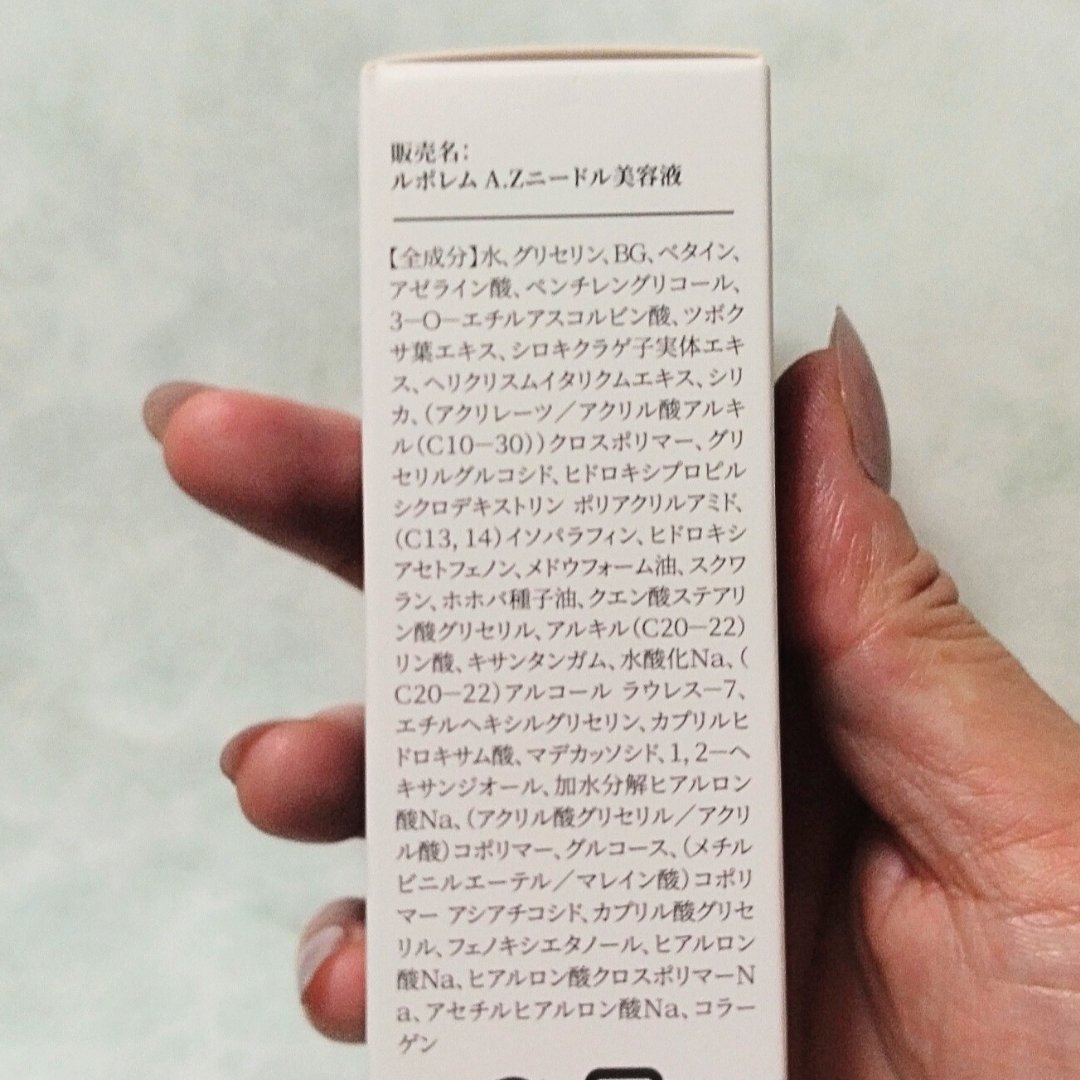 販売名：
ルポレム A.Zニードル美容液
【全成分】水、グリセリン、BG、ベタイン、
アゼライン酸、ペンチレングリコール、
3－O－エチルアスコルビン酸、ツボク
サ葉エキス、シロキクラゲ子実体エキ
ス、ヘリクリスムイタリクムエキス、シリ
カ、（アクリレーツ／アクリル酸アルキ
ル（C10－30））クロスポリマー、グリ
セリルグルコシド、ヒドロキシプロピル
シクロデキストリン ポリアクリルアミド、
（C13, 14）イソパラフィン、ヒドロキシ
アセトフェノン、メドウフォーム油、スクワ
ラン、ホホバ種子油、クエン酸ステアリ
ン酸グリセリル、アルキル（C20－22）
リン酸、キサンタンガム、水酸化Na、（
C20－22）アルコール ラウレス－7、
エチルヘキシルグリセリン、カプリルヒ
ドロキサム酸、マデカッソシド、1, 2－ヘ
キサンジオール、加水分解ヒアルロン
酸Na、（アクリル酸グリセリル／アクリ
ル酸）コポリマー、グルコース、（メチル
ビニルエーテル／マレイン酸）コポリ
マー アシアチコシド、カプリル酸グリセ
リル、フェノキシエタノール、ヒアルロン
酸Na、ヒアルロン酸クロスポリマーN
a、アセチルヒアルロン酸Na、コラー
ゲン